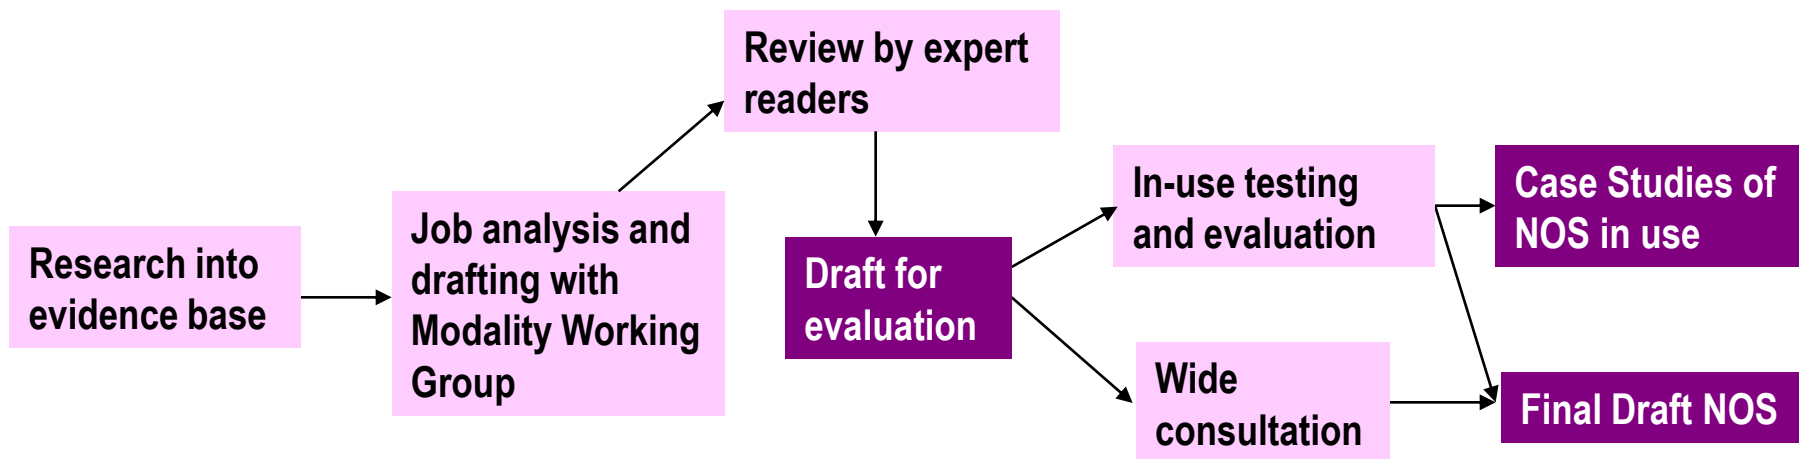 Research into
evidence base
Job analysis and
drafting with
Modality Working
Group
Review by expert
readers
Draft for
evaluation
In-use testing
and evaluation
Wide
consultation
Case Studies of
NOS in use
Final Draft NOS